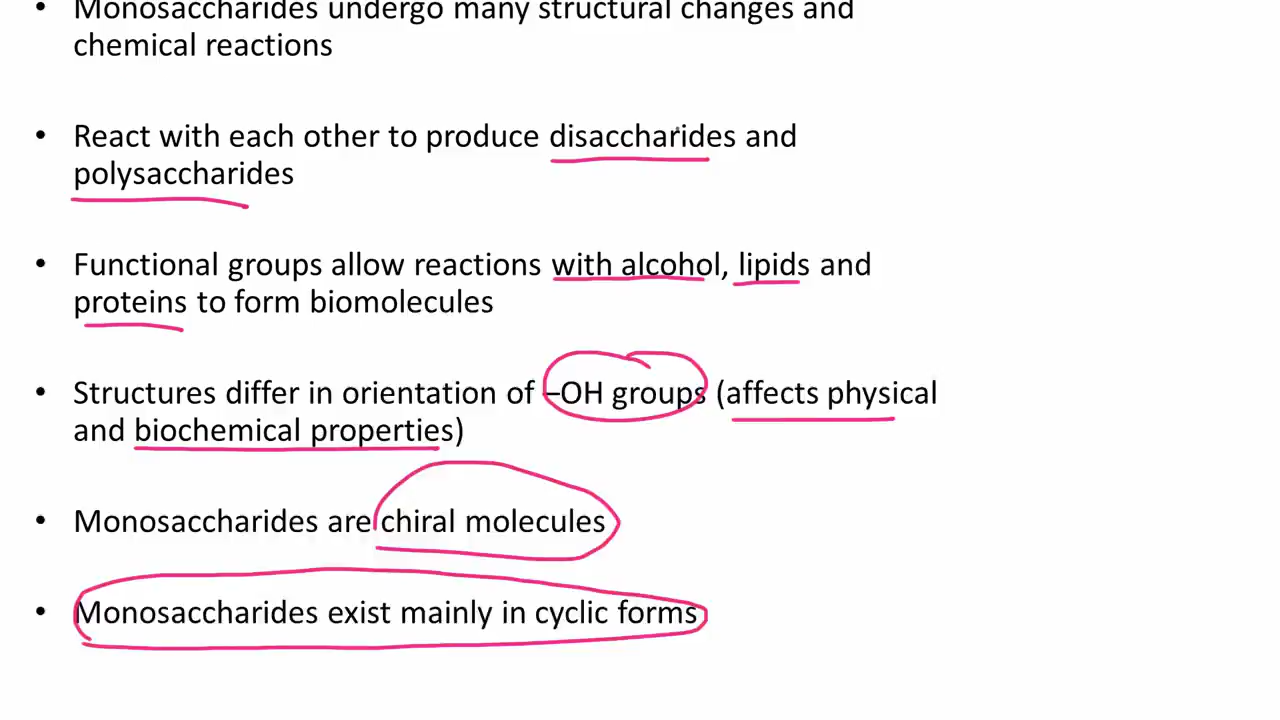 • Monosaccharides undergo many structural changes and
chemical reactions
• React with each other to produce disaccharides and
polysaccharides
• Functional groups allow reactions with alcohol, lipids and
proteins to form biomolecules
• Structures differ in orientation of –OH groups (affects physical
and biochemical properties)
• Monosaccharides are chiral molecules
• Monosaccharides exist mainly in cyclic forms